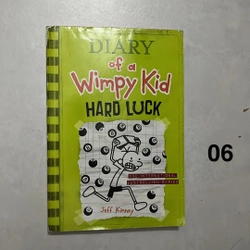 DIARY
of a
Wimpy Kid
HARD LUCK
Jeff Kinney
06